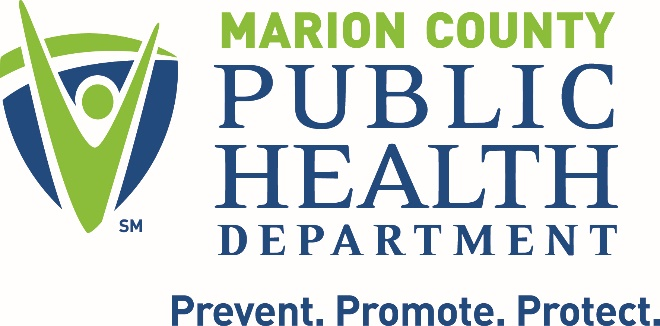 MARION COUNTY
PUBLIC
HEALTH
DEPARTMENT
SM
Prevent. Promote. Protect.